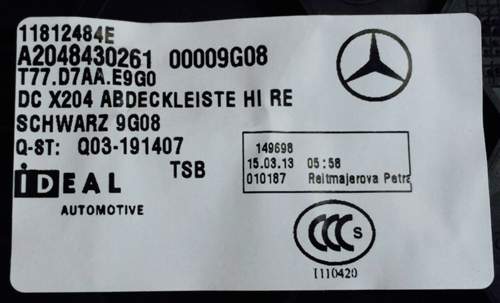 11812484E
A2048430261 00009G08
T77.D7AA.E9G0
DC X204 ABDECKLEISTE HI RE
SCHWARZ 9G08
Q-ST: Q03-191407
TSB
149698
15.03.13 05:58
010187 Reitmajerova Petra
iDEAL
AUTOMOTIVE
CCC S
I110420